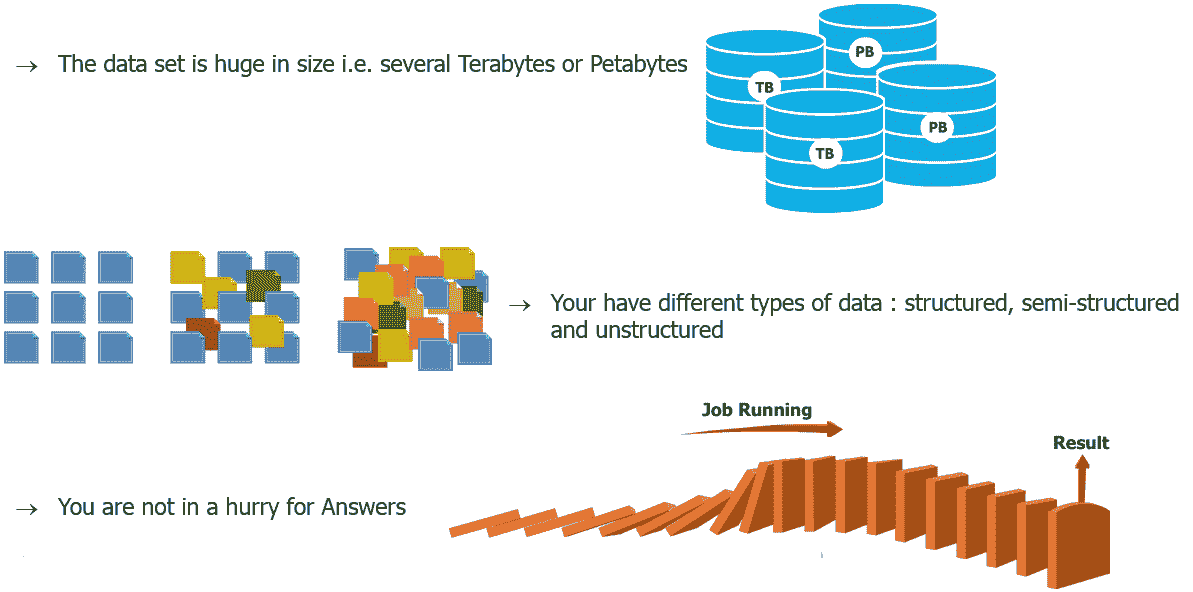 → The data set is huge in size i.e. several Terabytes or Petabytes
PB
TB
PB
TB
→ Your have different types of data : structured, semi-structured
and unstructured
Job Running
Result
→ You are not in a hurry for Answers